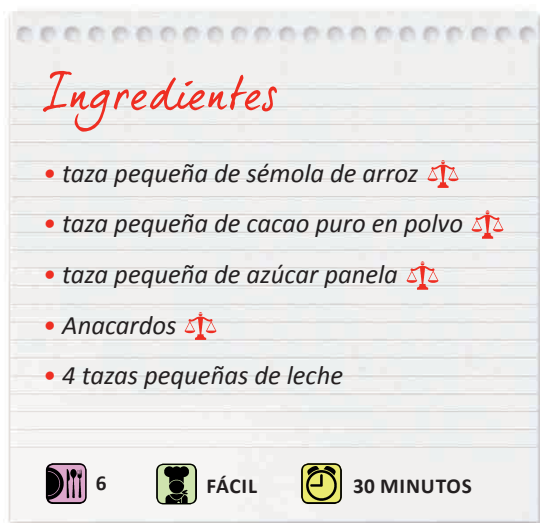 Ingredientes
• taza pequeña de sémola de arroz
• taza pequeña de cacao puro en polvo
• taza pequeña de azúcar panela
• Anacardos
• 4 tazas pequeñas de leche
6 FÁCIL 30 MINUTOS